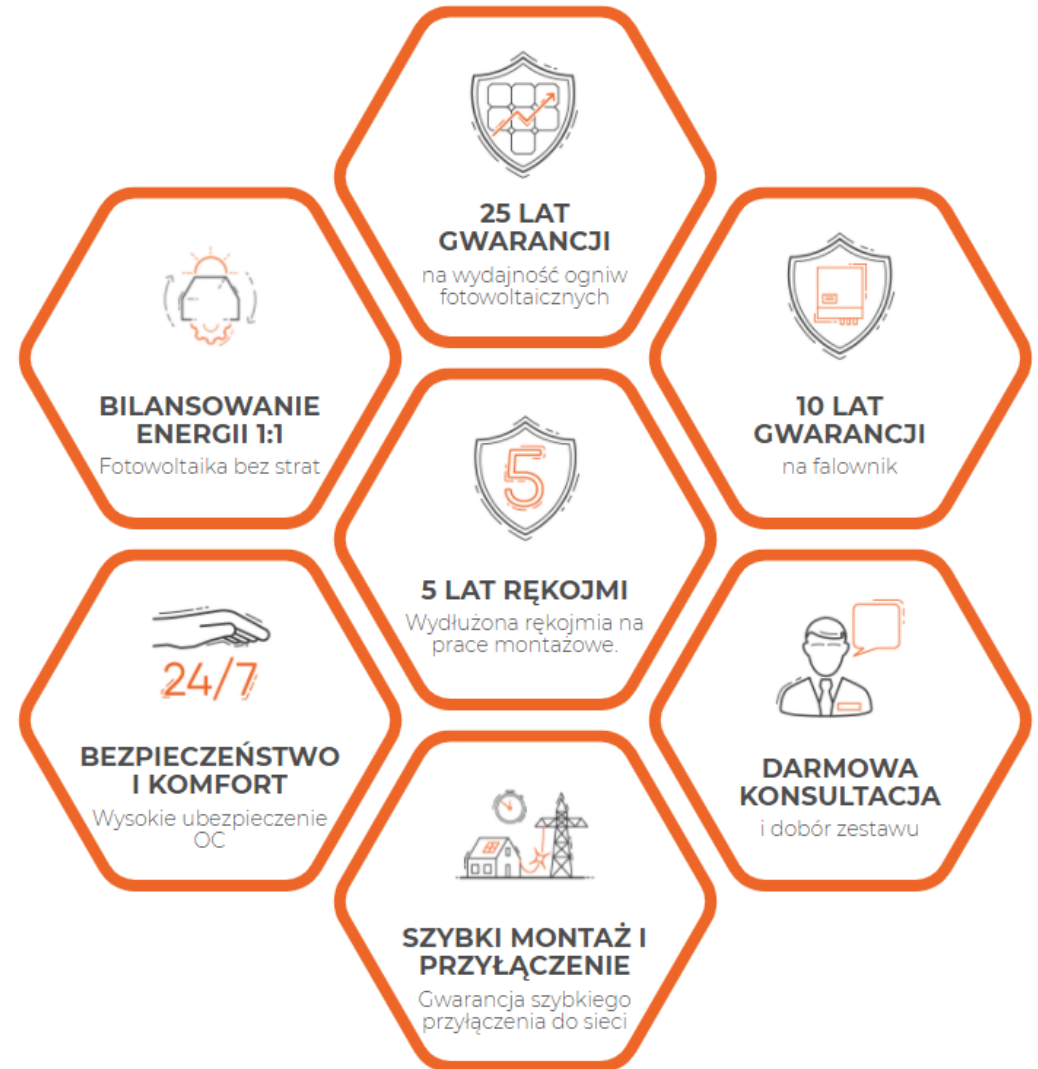 25 LAT
GWARANCJI
na wydajność ogniw
fotowoltaicznych
BILANSOWANIE
ENERGII 1:1
Fotowoltaika bez strat
10 LAT
GWARANCJI
na falownik
5
5 LAT RĘKOJMI
Wydłużona rękojmia na
prace montażowe.
24/7
BEZPIECZEŃSTWO
I KOMFORT
Wysokie ubezpieczenie
OC
DARMOWA
KONSULTACJA
i dobór zestawu
SZYBKI MONTAŻ I
PRZYŁĄCZENIE
Gwarancja szybkiego
przyłączenia do sieci